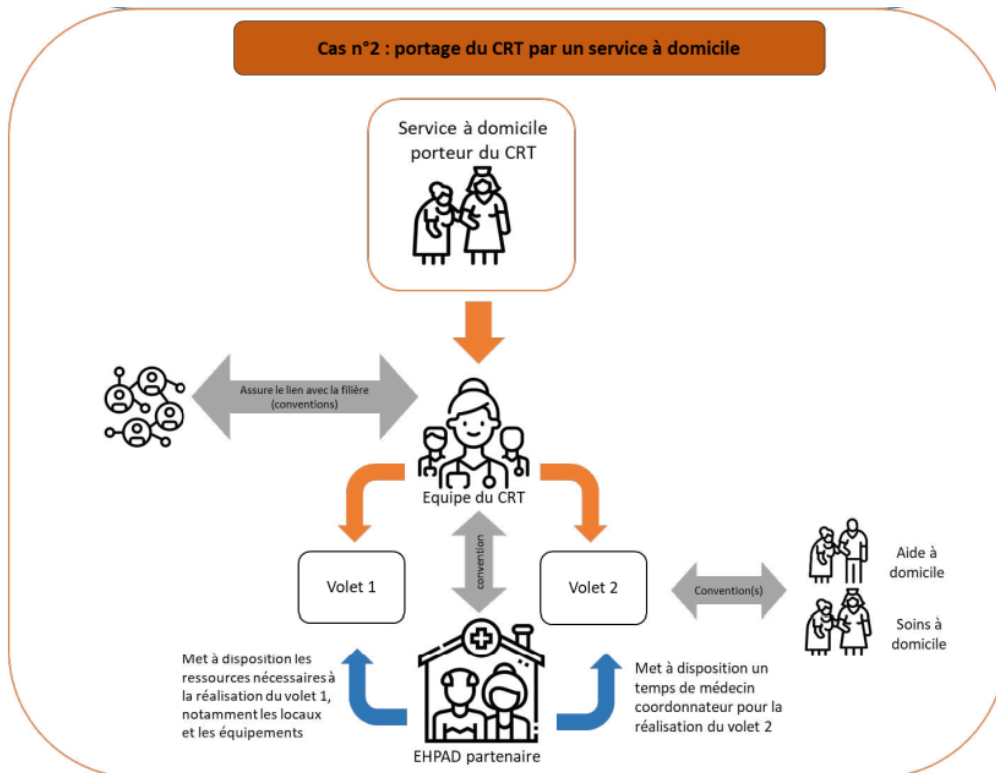 Cas n°2 : portage du CRT par un service à domicile
Service à domicile
porteur du CRT
Assure le lien avec la filière
(conventions)
Equipe du CRT
Volet 1
convention
Volet 2
Convention(s)
Aide à
domicile
Soins à
domicile
Met à disposition les
ressources nécessaires à
la réalisation du volet 1,
notamment les locaux
et les équipements
Met à disposition un
temps de médecin
coordonnateur pour la
réalisation du volet 2
EHPAD partenaire